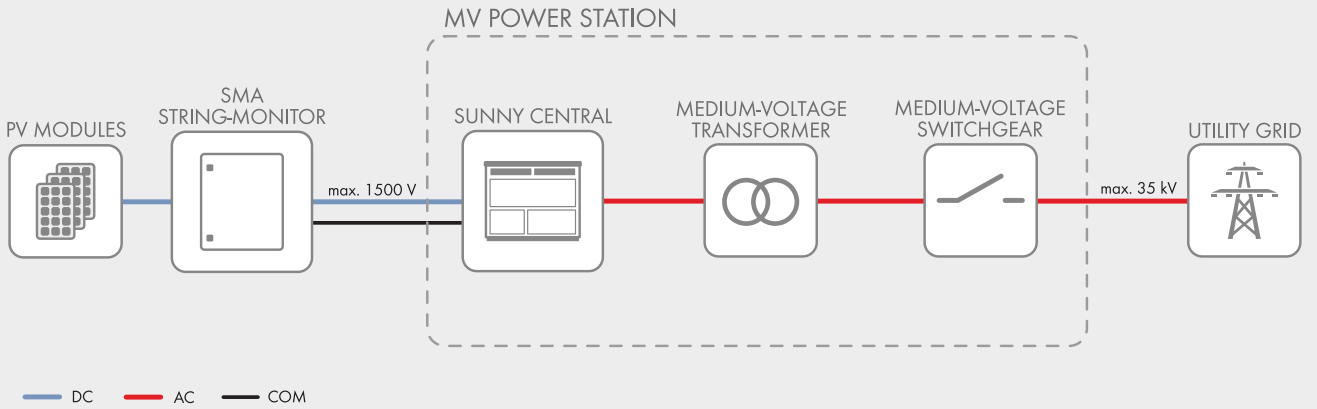 MV POWER STATION
PV MODULES
SMA
STRING-MONITOR
max. 1500 V
SUNNY CENTRAL
MEDIUM-VOLTAGE
TRANSFORMER
MEDIUM-VOLTAGE
SWITCHGEAR
max. 35 kV
UTILITY GRID
DC
AC
COM